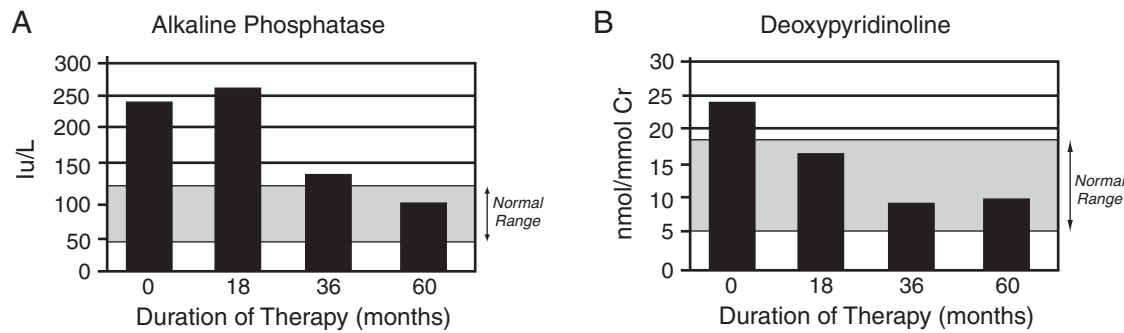 A
Alkaline Phosphatase
Iu/L
300
250
200
150
100
50
0
0 18 36 60
Duration of Therapy (months)
Normal
Range
B
Deoxypyridinoline
nmol/mmol Cr
30
25
20
15
10
5
0
0 18 36 60
Duration of Therapy (months)
Normal
Range